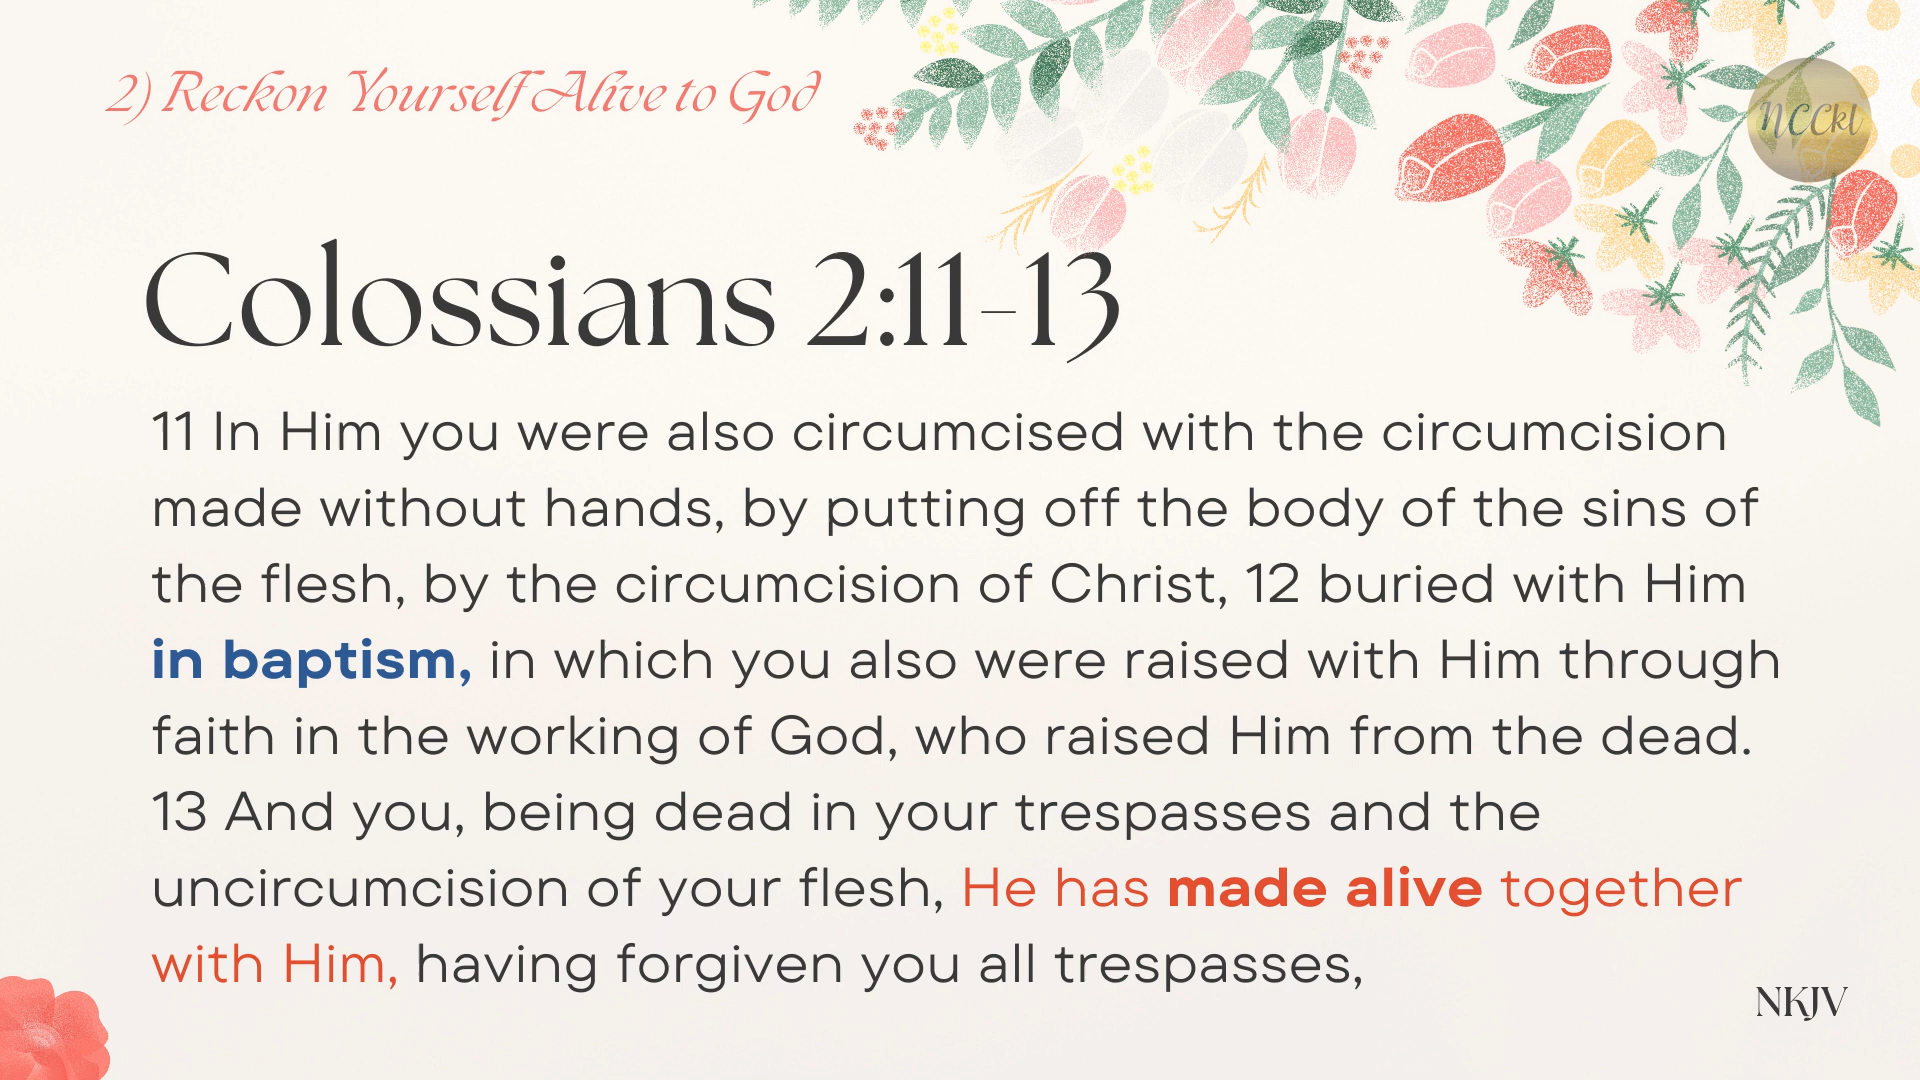 2) Reckon Yourself Alive to God
NCCkl
Colossians 2:11-13
11 In Him you were also circumcised with the circumcision
made without hands, by putting off the body of the sins of
the flesh, by the circumcision of Christ, 12 buried with Him
in baptism, in which you also were raised with Him through
faith in the working of God, who raised Him from the dead.
13 And you, being dead in your trespasses and the
uncircumcision of your flesh, He has made alive together
with Him, having forgiven you all trespasses,
NKJV